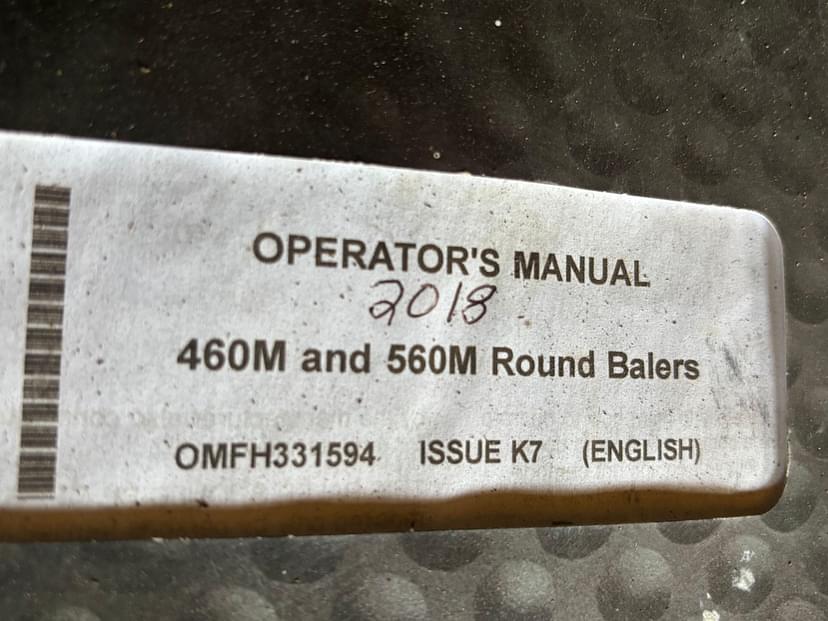 OPERATOR'S MANUAL
2018
460M and 560M Round Balers
OMFH331594 ISSUE K7 (ENGLISH)